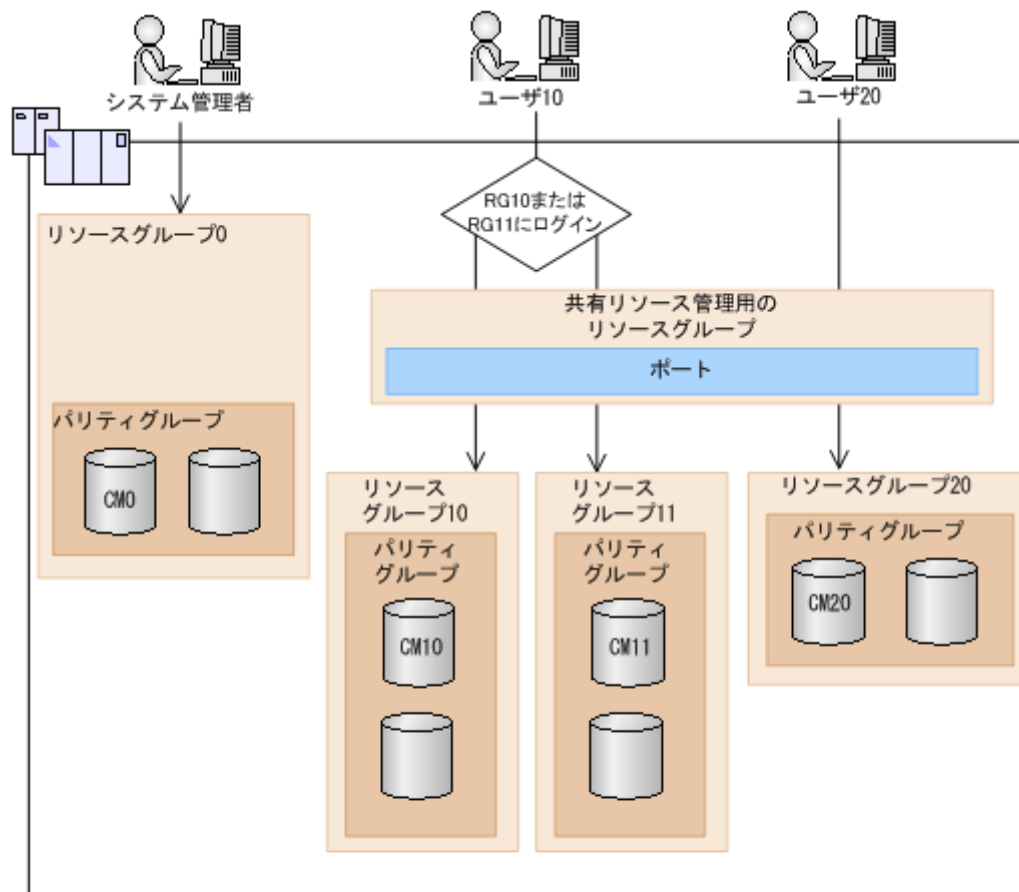 システム管理者
ユーザ10
ユーザ20
RG10または
RG11にログイン
リソースグループ0
共有リソース管理用の
リソースグループ
ポート
パリティグループ
CM0
リソース
グループ10
パリティ
グループ
CM10
リソース
グループ11
パリティ
グループ
CM11
リソースグループ20
パリティグループ
CM20